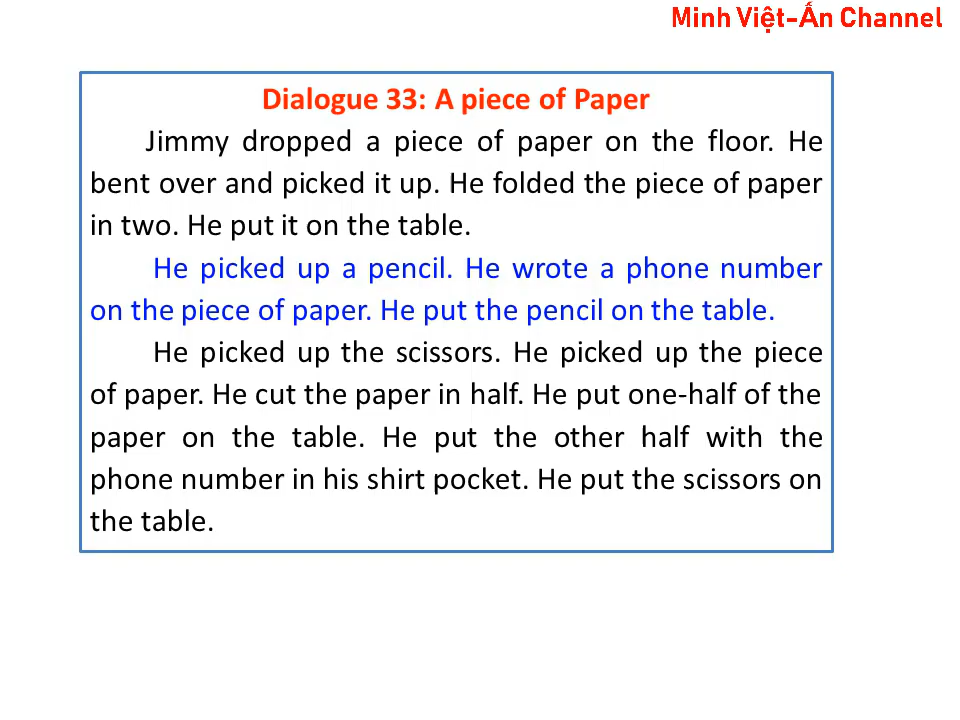 Minh Việt-Ấn Channel
Dialogue 33: A piece of Paper
Jimmy dropped a piece of paper on the floor. He
bent over and picked it up. He folded the piece of paper
in two. He put it on the table.
He picked up a pencil. He wrote a phone number
on the piece of paper. He put the pencil on the table.
He picked up the scissors. He picked up the piece
of paper. He cut the paper in half. He put one-half of the
paper on the table. He put the other half with the
phone number in his shirt pocket. He put the scissors on
the table.